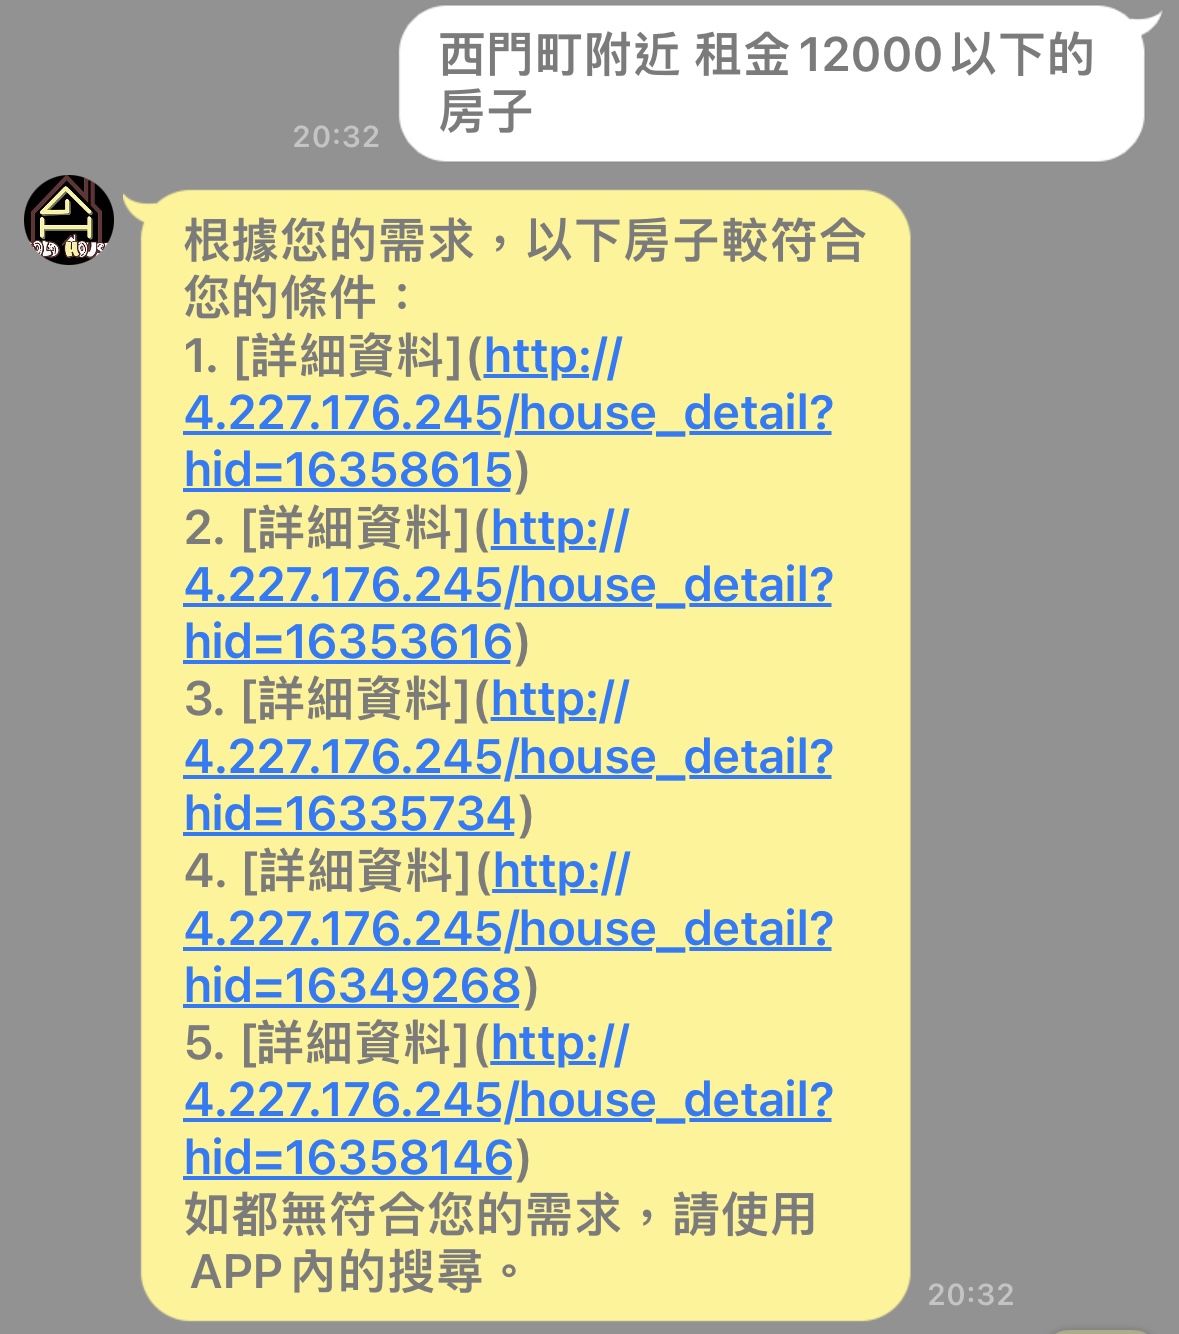 西門町附近 租金12000以下的
房子
20:32
根據您的需求，以下房子較符合
您的條件：
1. [詳細資料](http://
4.227.176.245/house_detail?
hid=16358615)
2. [詳細資料](http://
4.227.176.245/house_detail?
hid=16353616)
3. [詳細資料](http://
4.227.176.245/house_detail?
hid=16335734)
4. [詳細資料](http://
4.227.176.245/house_detail?
hid=16349268)
5. [詳細資料](http://
4.227.176.245/house_detail?
hid=16358146)
如都無符合您的需求，請使用
APP內的搜尋。
20:32